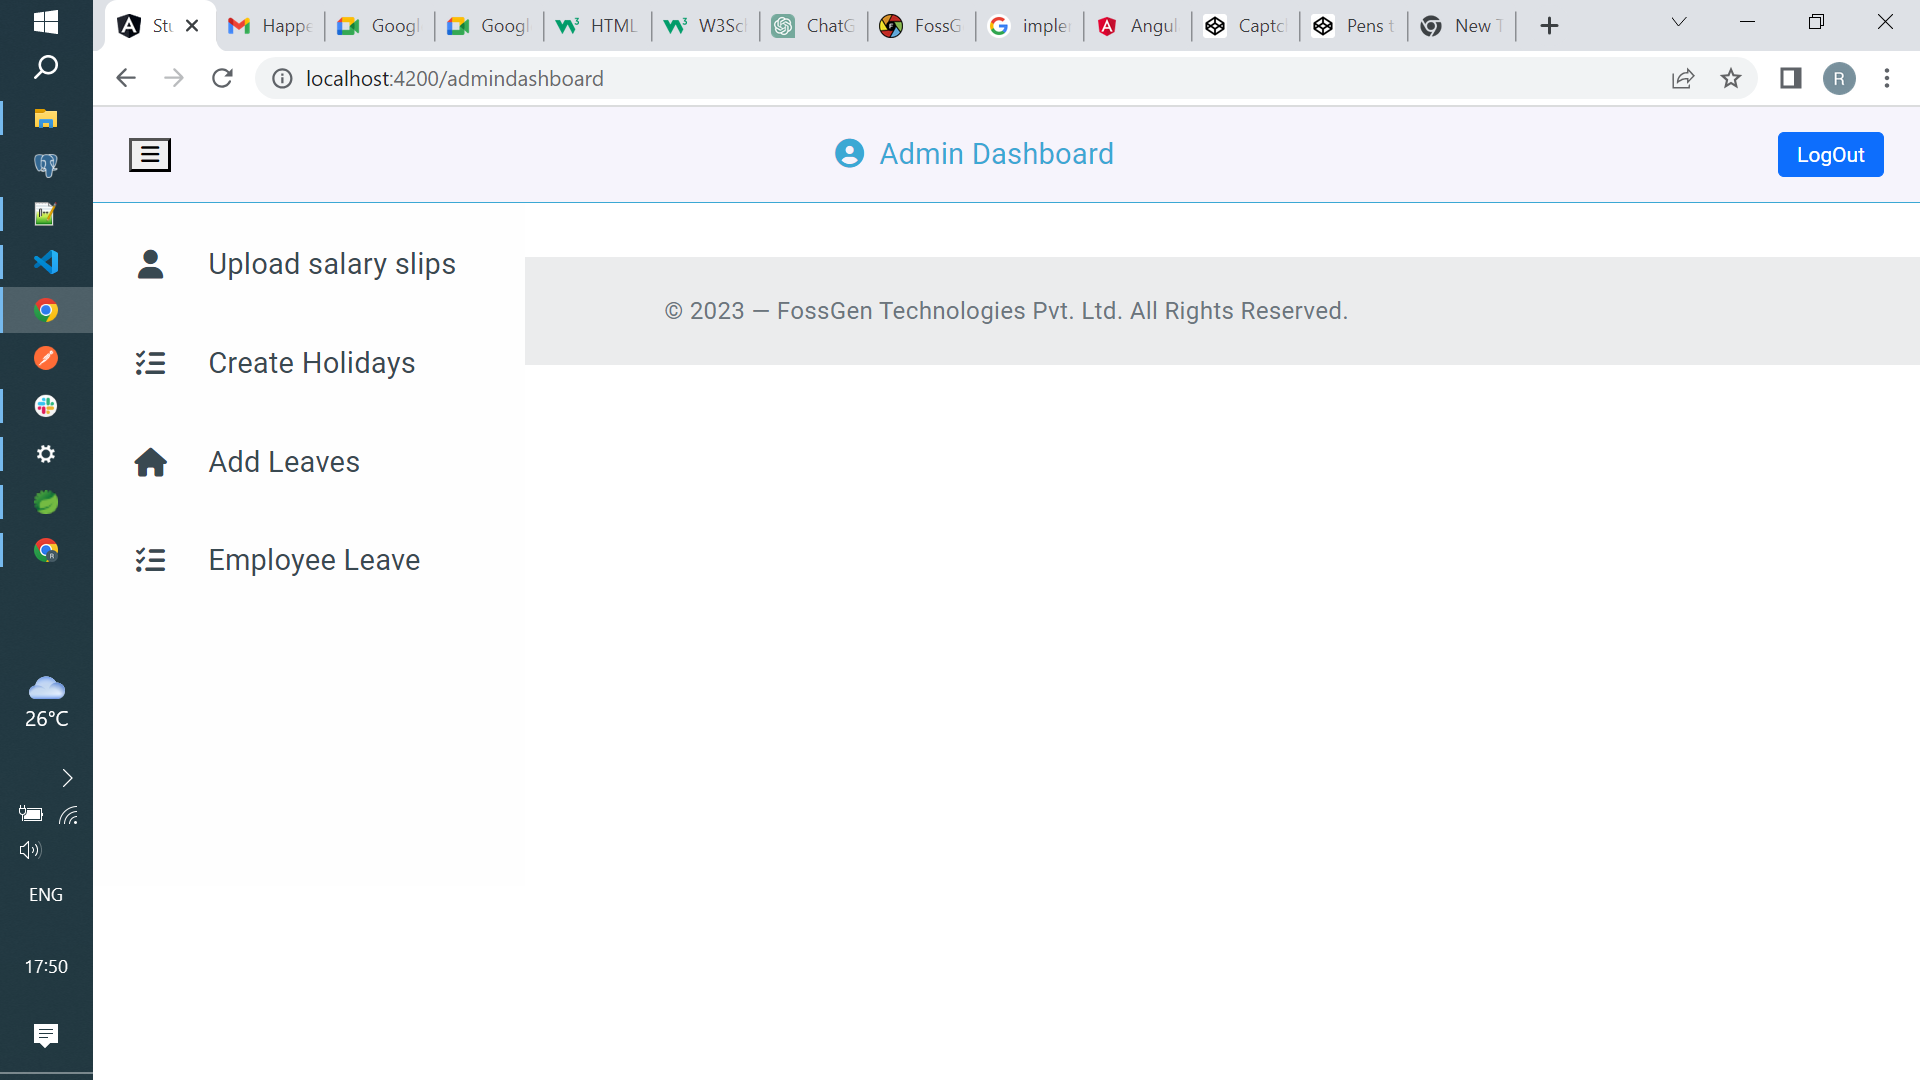 Stu
Happe
Googl
Googl
HTML
W3Sc
ChatG
FossG
imple
Angul
Captc
Pens t
New T
localhost:4200/admindashboard
R
Admin Dashboard
LogOut
Upload salary slips
Create Holidays
Add Leaves
Employee Leave
© 2023 — FossGen Technologies Pvt. Ltd. All Rights Reserved.
26°C
ENG
17:50